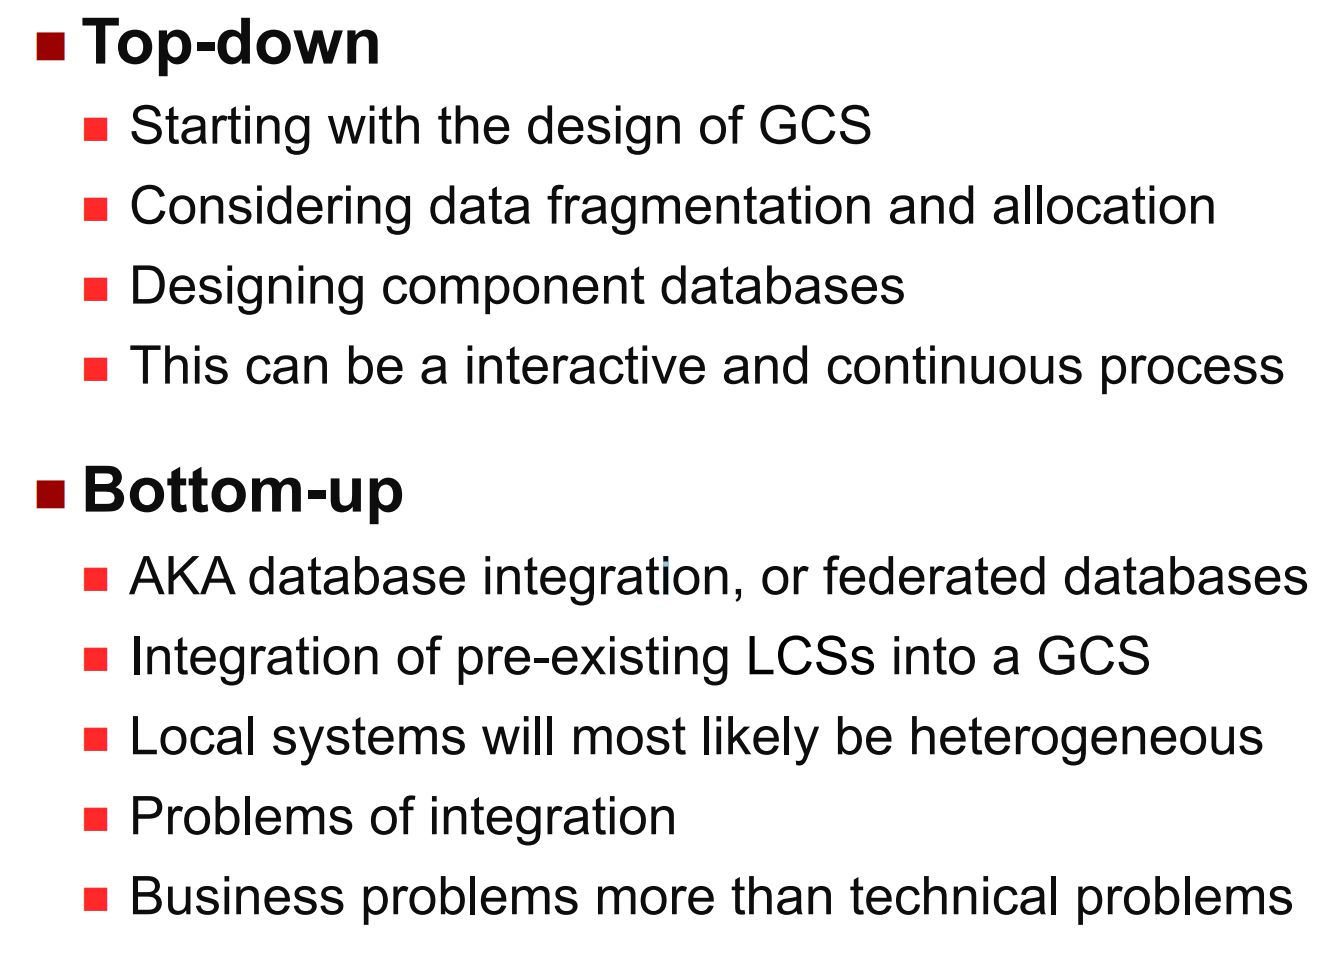 Top-down
Starting with the design of GCS
Considering data fragmentation and allocation
Designing component databases
This can be a interactive and continuous process
Bottom-up
AKA database integration, or federated databases
Integration of pre-existing LCSs into a GCS
Local systems will most likely be heterogeneous
Problems of integration
Business problems more than technical problems